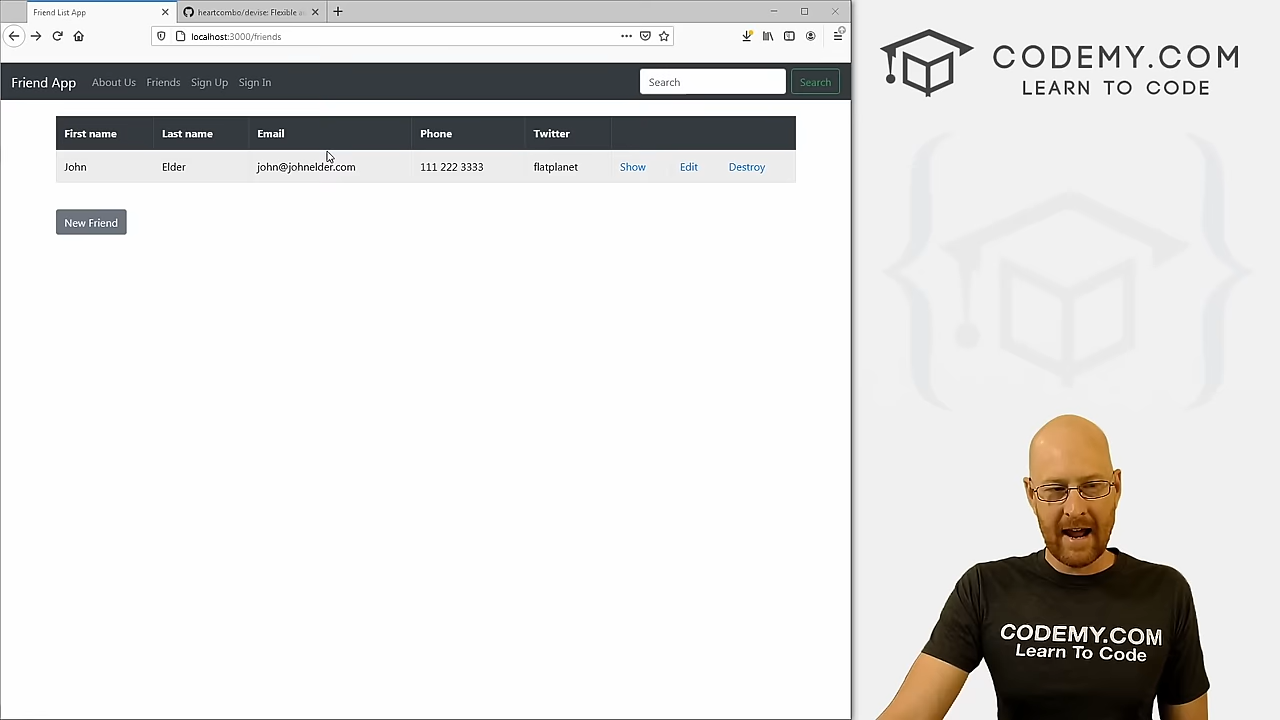 Friend List App
heartcombo/devise: Flexible a
localhost:3000/friends
Friend App
About Us
Friends
Sign Up
Sign In
Search
Search
First name
Last name
Email
Phone
Twitter
John
Elder
john@johnelder.com
111 222 3333
flatplanet
Show
Edit
Destroy
New Friend
CODEMY.COM
LEARN TO CODE
CODEMY.COM
Learn To Code